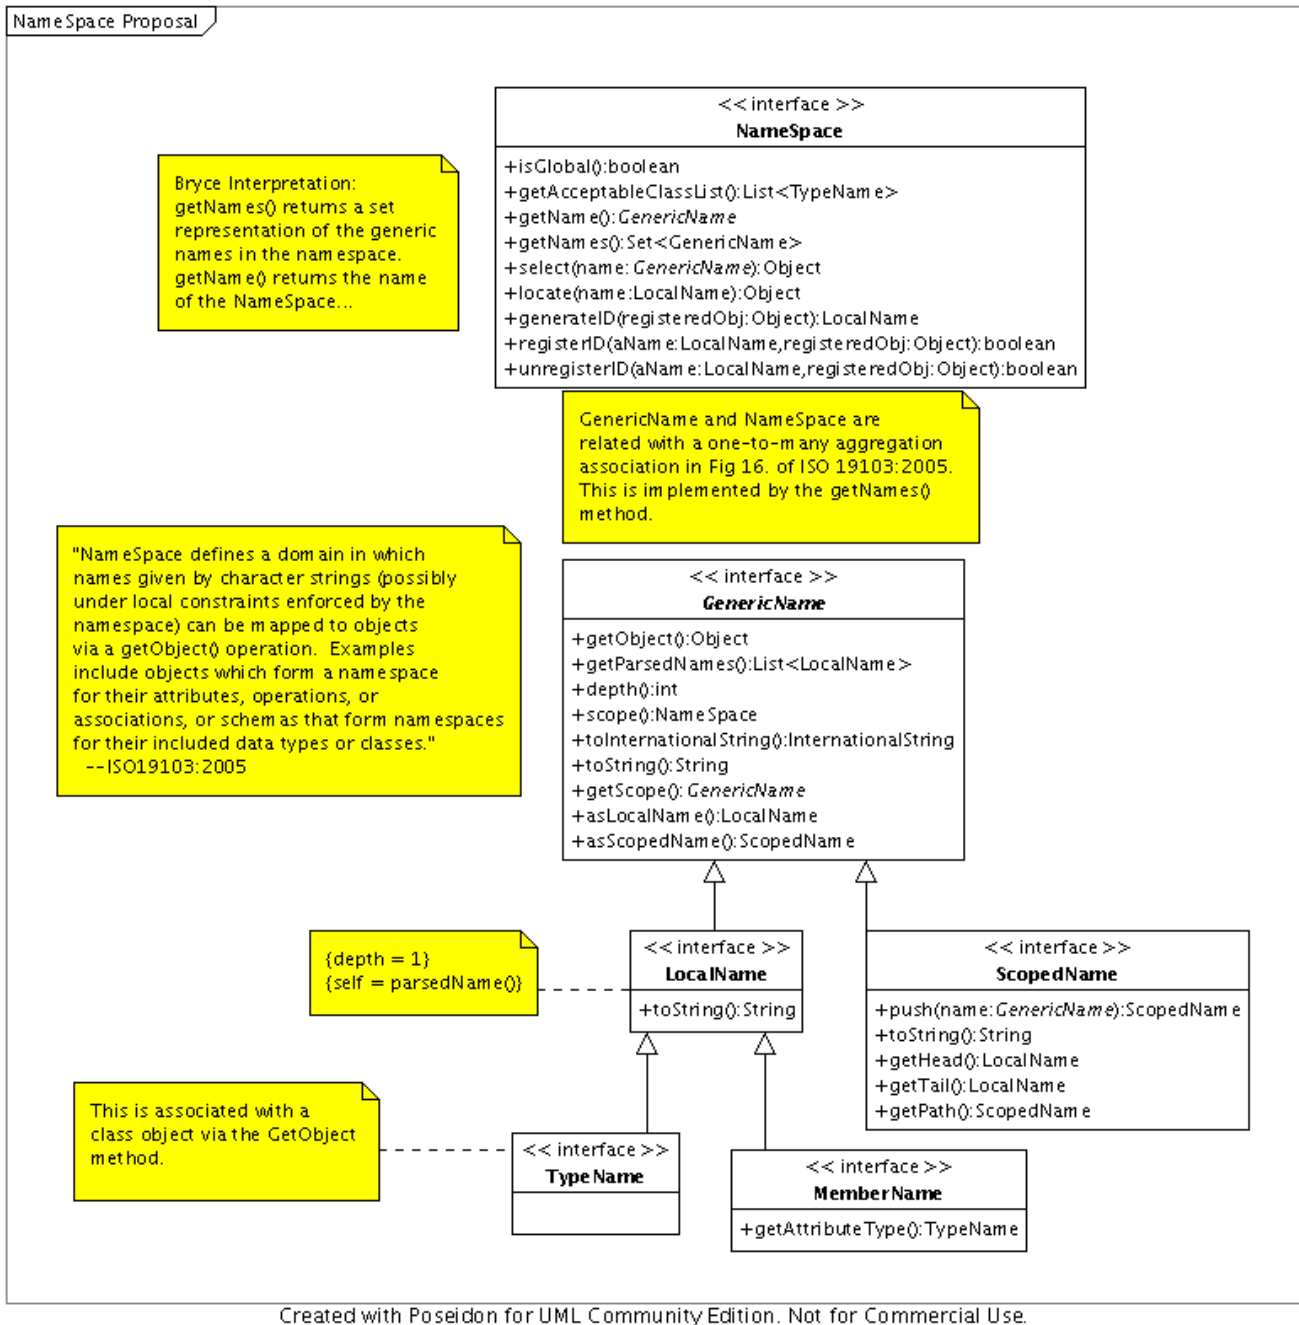 NameSpace Proposal
<< interface >>
NameSpace
+isGlobal():boolean
+getAcceptableClassList():List<TypeName>
+getName():GenericName
+getNames():Set<GenericName>
+select(name:GenericName):Object
+locate(name:LocalName):Object
+generateID(registeredObj:Object):LocalName
+registerID(aName:LocalName,registeredObj:Object):boolean
+unregisterID(aName:LocalName,registeredObj:Object):boolean
Bryce Interpretation:
getNames() returns a set
representation of the generic
names in the namespace.
getName() returns the name
of the NameSpace...
GenericName and NameSpace are
related with a one-to-many aggregation
association in Fig 16. of ISO 19103:2005.
This is implemented by the getNames()
method.
"NameSpace defines a domain in which
names given by character strings (possibly
under local constraints enforced by the
namespace) can be mapped to objects
via a getObject() operation.  Examples
include objects which form a namespace
for their attributes, operations, or
associations, or schemas that form namespaces
for their included data types or classes."
--ISO19103:2005
<< interface >>
GenericName
+getObject():Object
+getParsedNames():List<LocalName>
+depth():int
+scope():NameSpace
+toInternationalString():InternationalString
+toString():String
+getScope():GenericName
+asLocalName():LocalName
+asScopedName():ScopedName
{depth = 1}
{self = parsedName()}
<< interface >>
LocalName
+toString():String
<< interface >>
ScopedName
+push(name:GenericName):ScopedName
+toString():String
+getHead():LocalName
+getTail():LocalName
+getPath():ScopedName
This is associated with a
class object via the GetObject
method.
<< interface >>
TypeName
<< interface >>
MemberName
+getAttributeType():TypeName
Created with Poseidon for UML Community Edition. Not for Commercial Use.